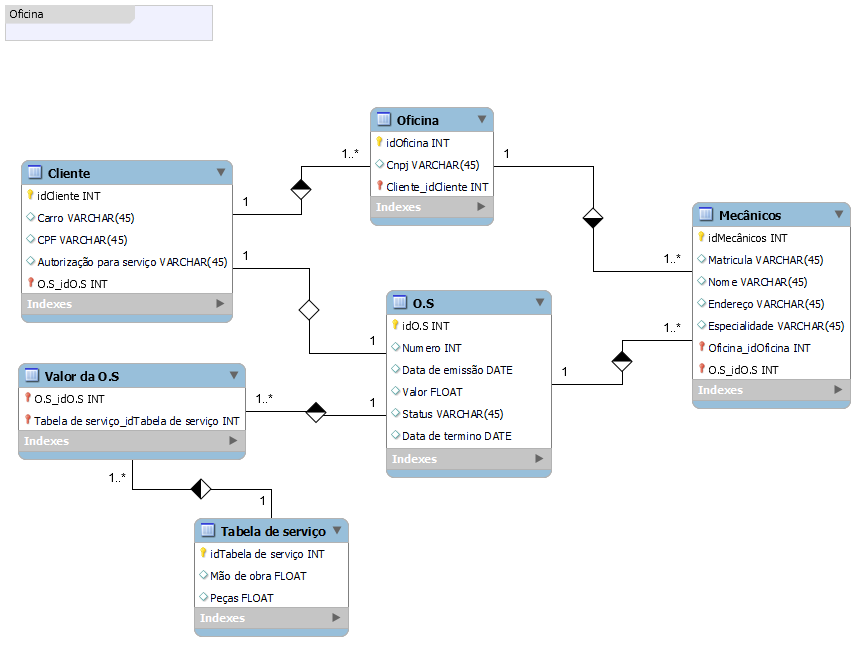 Oficina
Oficina
idOficina INT
Cnpj VARCHAR(45)
Cliente_idCliente INT
Indexes
1..*
1
Cliente
idCliente INT
Carro VARCHAR(45)
CPF VARCHAR(45)
Autorização para serviço VARCHAR(45)
O.S_idO.S INT
Indexes
1
1
Mecânicos
idMecânicos INT
Matricula VARCHAR(45)
Nome VARCHAR(45)
Endereço VARCHAR(45)
Especialidade VARCHAR(45)
Oficina_idOficina INT
O.S_idO.S INT
Indexes
1..*
1..*
O.S
idO.S INT
Numero INT
Data de emissão DATE
Valor FLOAT
Status VARCHAR(45)
Data de termino DATE
Indexes
1
1
1
Valor da O.S
O.S_idO.S INT
Tabela de serviço_idTabela de serviço INT
Indexes
1..*
1..*
1
Tabela de serviço
idTabela de serviço INT
Mão de obra FLOAT
Peças FLOAT
Indexes